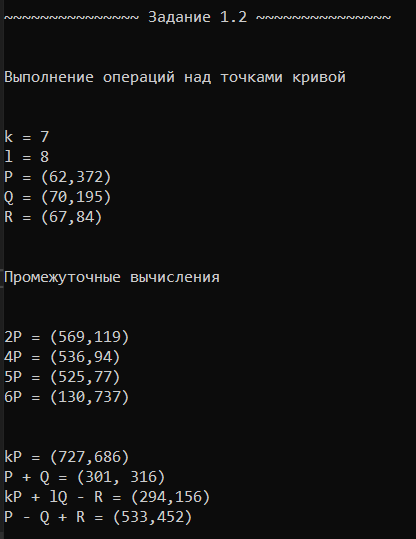 ~~~~~~~~~~~~~~~ Задание 1.2 ~~~~~~~~~~~~~~~
Выполнение операций над точками кривой
k = 7
l = 8
P = (62,372)
Q = (70,195)
R = (67,84)
Промежуточные вычисления
2P = (569,119)
4P = (536,94)
5P = (525,77)
6P = (130,737)
kP = (727,686)
P + Q = (301, 316)
kP + lQ - R = (294,156)
P - Q + R = (533,452)